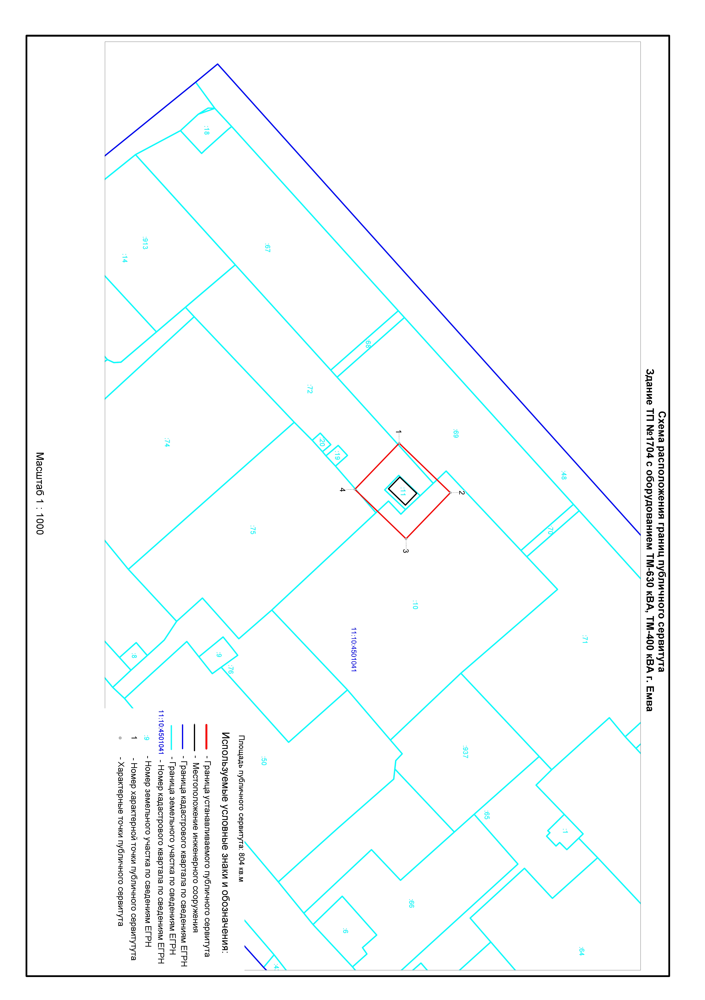 Схема расположения границ публичного сервитута
Здание ТП №1704 с оборудованием ТМ-630 кВА, ТМ-400 кВА г. Емва
:48
:70
:71
:69
2
:1
:64
:65
:937
:10
3
1
:11
:66
:68
11:10:4501041
4
:6
:19
:20
:72
:67
:50
:75
:76
:9
:4
:18
:74
:913
:14
:8
Площадь публичного сервитута: 804 кв.м
Используемые условные знаки и обозначения:
- Граница устанавливаемого публичного сервитута
- Местоположение инженерного сооружения
- Граница кадастрового квартала по сведениям ЕГРН
- Граница земельного участка по сведениям ЕГРН
11:10:4501041 - Номер кадастрового квартала по сведениям ЕГРН
:9 - Номер земельного участка по сведениям ЕГРН
1 - Номер характерной точки публичного сервитутута
- Характерные точки публичного сервитута
Масштаб 1 : 1000